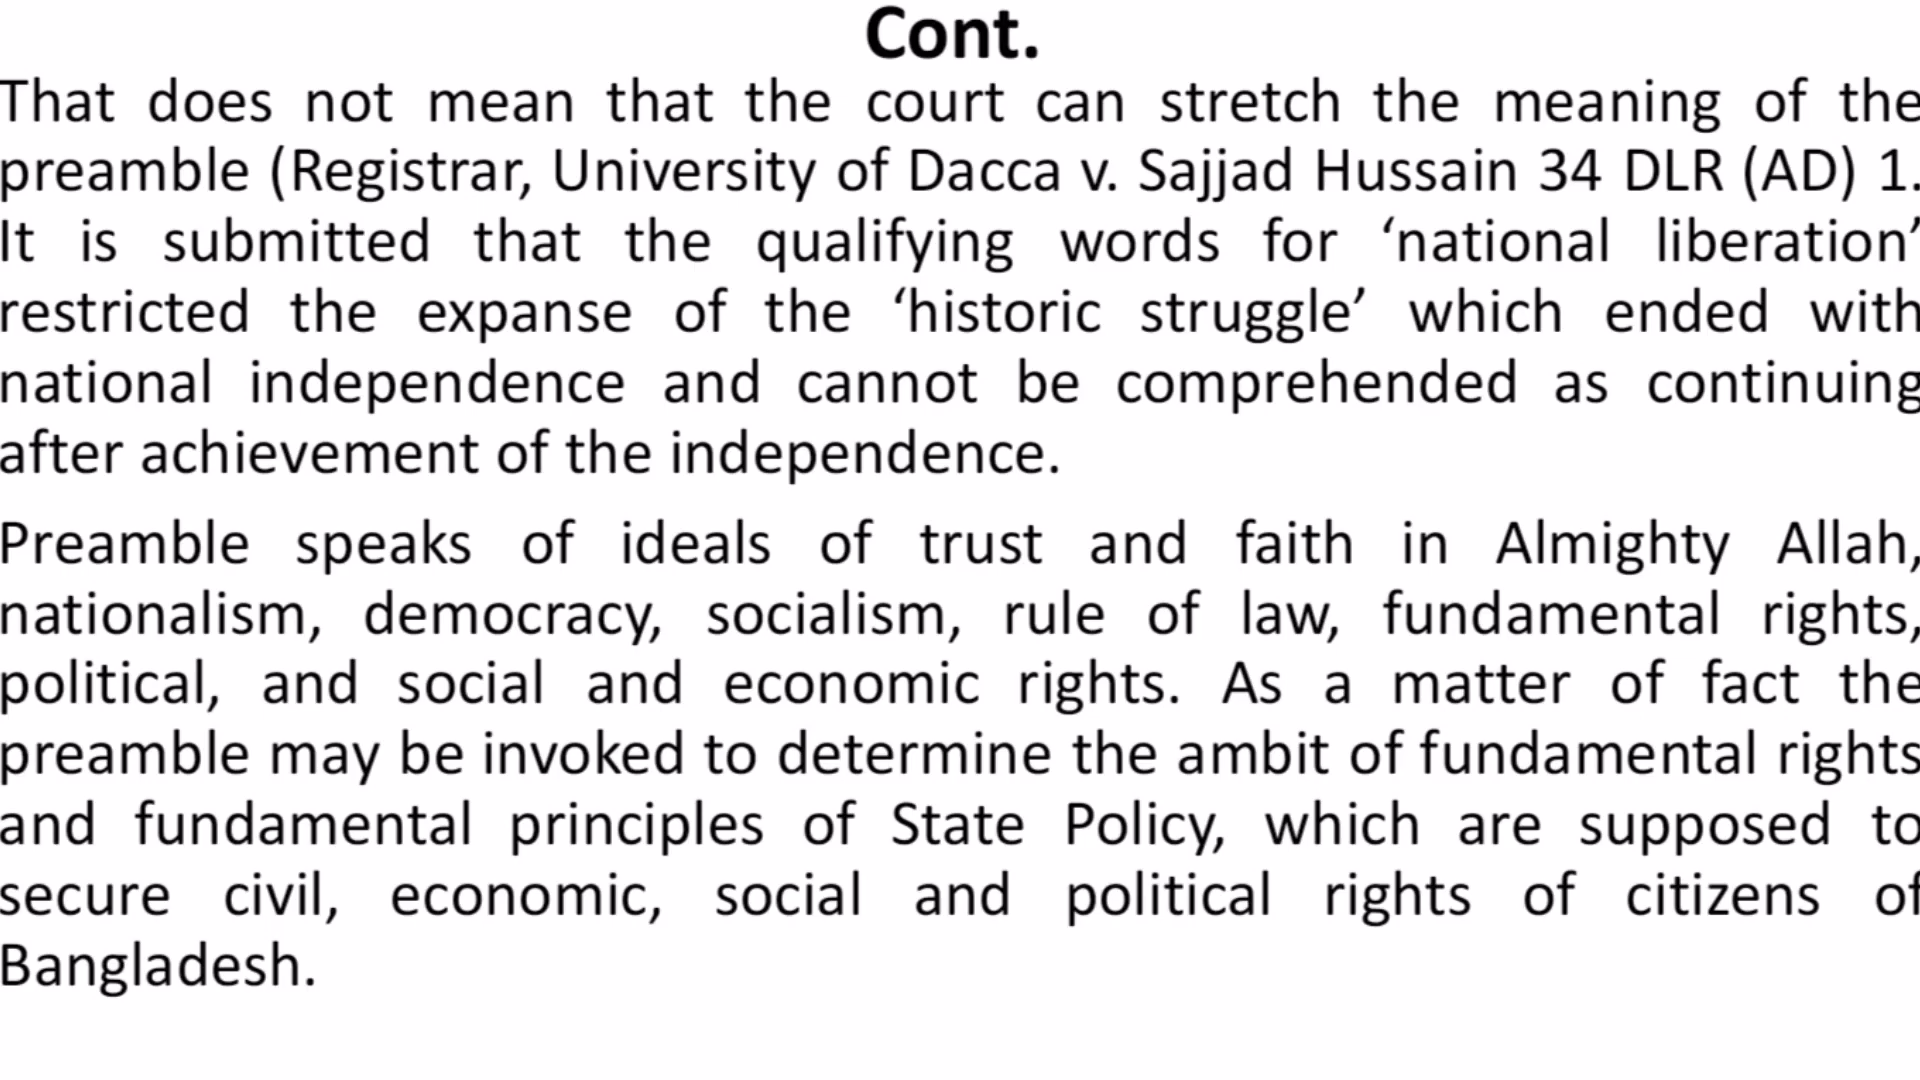 Cont.
That does not mean that the court can stretch the meaning of the
preamble (Registrar, University of Dacca v. Sajjad Hussain 34 DLR (AD) 1.
It is submitted that the qualifying words for ‘national liberation’
restricted the expanse of the ‘historic struggle’ which ended with
national independence and cannot be comprehended as continuing
after achievement of the independence.
Preamble speaks of ideals of trust and faith in Almighty Allah,
nationalism, democracy, socialism, rule of law, fundamental rights,
political, and social and economic rights. As a matter of fact the
preamble may be invoked to determine the ambit of fundamental rights
and fundamental principles of State Policy, which are supposed to
secure civil, economic, social and political rights of citizens of
Bangladesh.